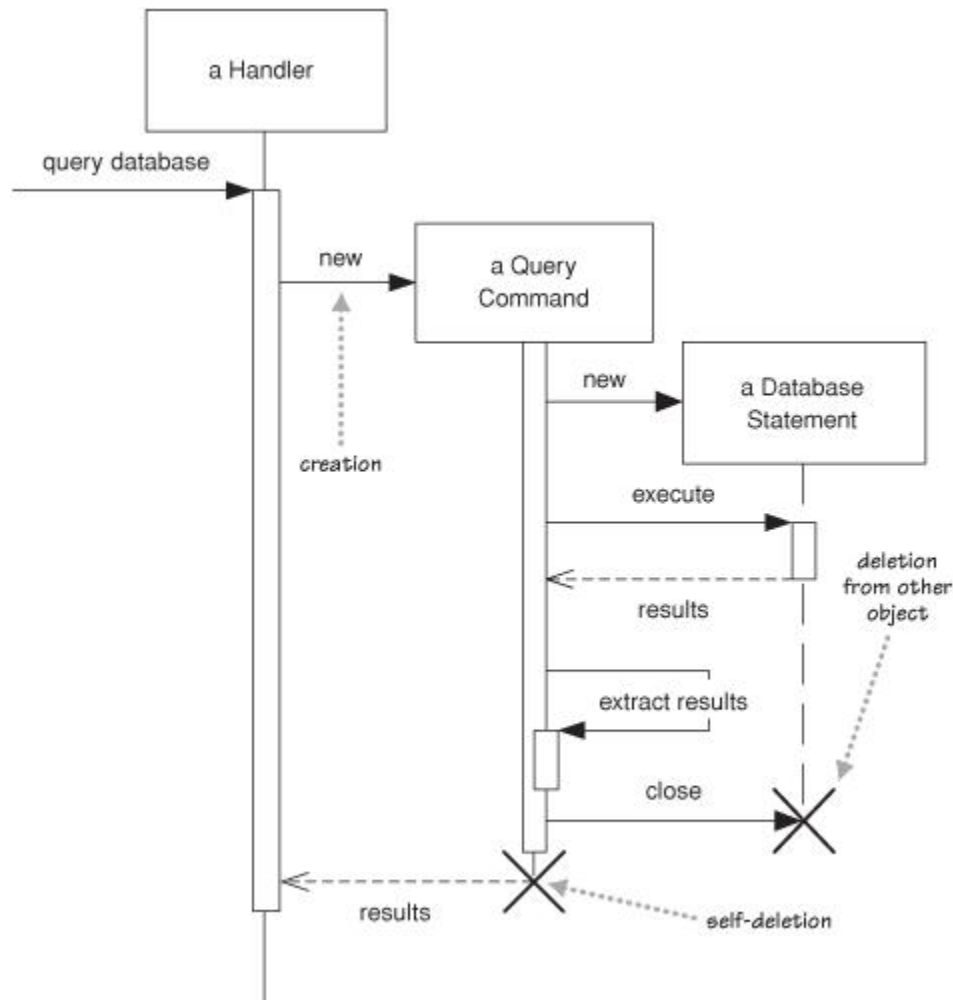 a Handler
query database
new
a Query
Command
new
a Database
Statement
creation
execute
deletion
from other
object
results
extract results
close
results
self-deletion